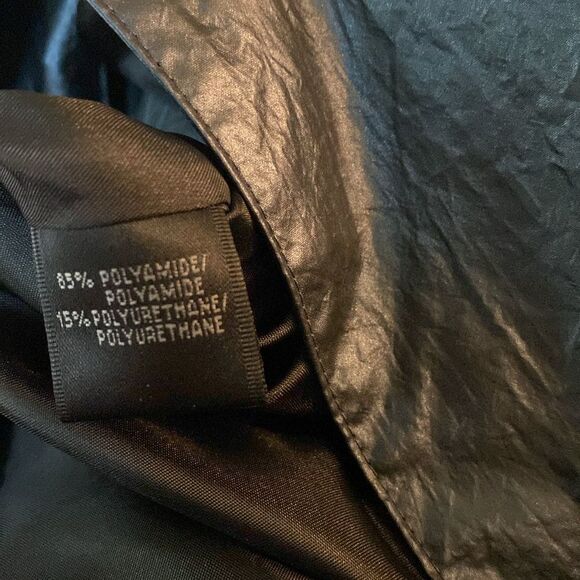 85% POLYAMIDE/
POLYAMIDE
15% POLYURETHANE/
POLYURETHANE